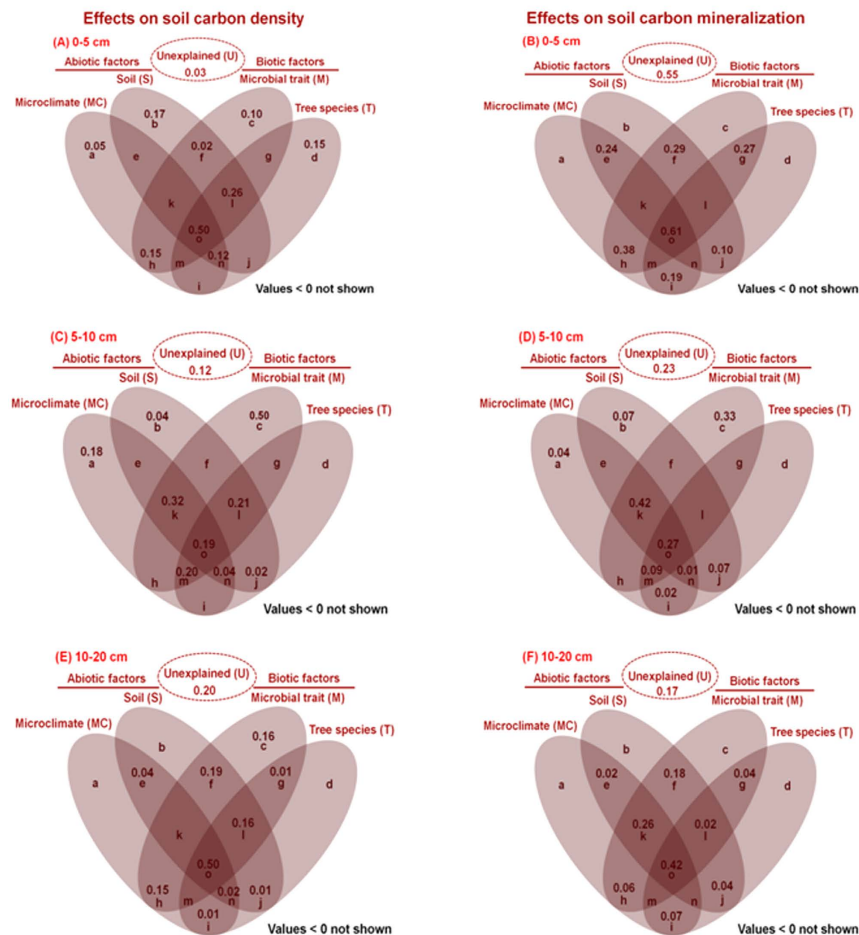 Effects on soil carbon density
Effects on soil carbon mineralization
(A) 0-5 cm
Unexplained (U)
0.03
Abiotic factors
Biotic factors
Soil (S)
Microbial trait (M)
Microclimate (MC)
Tree species (T)
0.17
b
0.10
c
0.05
a
0.02
f
0.15
d
e
g
0.26
l
k
0.50
o
0.15
h
m
0.12
n
j
i
Values < 0 not shown
(B) 0-5 cm
Unexplained (U)
0.55
Abiotic factors
Biotic factors
Soil (S)
Microbial trait (M)
Microclimate (MC)
Tree species (T)
b
c
a
0.24
e
0.29
f
0.27
g
d
k
l
0.61
o
0.38
h
m
n
0.10
j
0.19
i
Values < 0 not shown
(C) 5-10 cm
Unexplained (U)
0.12
Abiotic factors
Biotic factors
Soil (S)
Microbial trait (M)
Microclimate (MC)
Tree species (T)
0.04
b
0.50
c
0.18
a
e
f
g
d
0.32
k
0.21
l
0.19
o
h
0.20
m
0.04
n
0.02
j
i
Values < 0 not shown
(D) 5-10 cm
Unexplained (U)
0.23
Abiotic factors
Biotic factors
Soil (S)
Microbial trait (M)
Microclimate (MC)
Tree species (T)
0.07
b
0.33
c
0.04
a
e
f
g
d
0.42
k
l
0.27
o
h
0.09
m
0.01
n
0.07
j
0.02
i
Values < 0 not shown
(E) 10-20 cm
Unexplained (U)
0.20
Abiotic factors
Biotic factors
Soil (S)
Microbial trait (M)
Microclimate (MC)
Tree species (T)
b
0.16
c
a
0.04
e
0.19
f
0.01
g
d
k
0.16
l
0.50
o
0.15
h
m
0.02
n
0.01
j
0.01
i
Values < 0 not shown
(F) 10-20 cm
Unexplained (U)
0.17
Abiotic factors
Biotic factors
Soil (S)
Microbial trait (M)
Microclimate (MC)
Tree species (T)
b
c
a
0.02
e
0.18
f
0.04
g
d
0.26
k
0.02
l
0.42
o
0.06
h
m
n
0.04
j
0.07
i
Values < 0 not shown